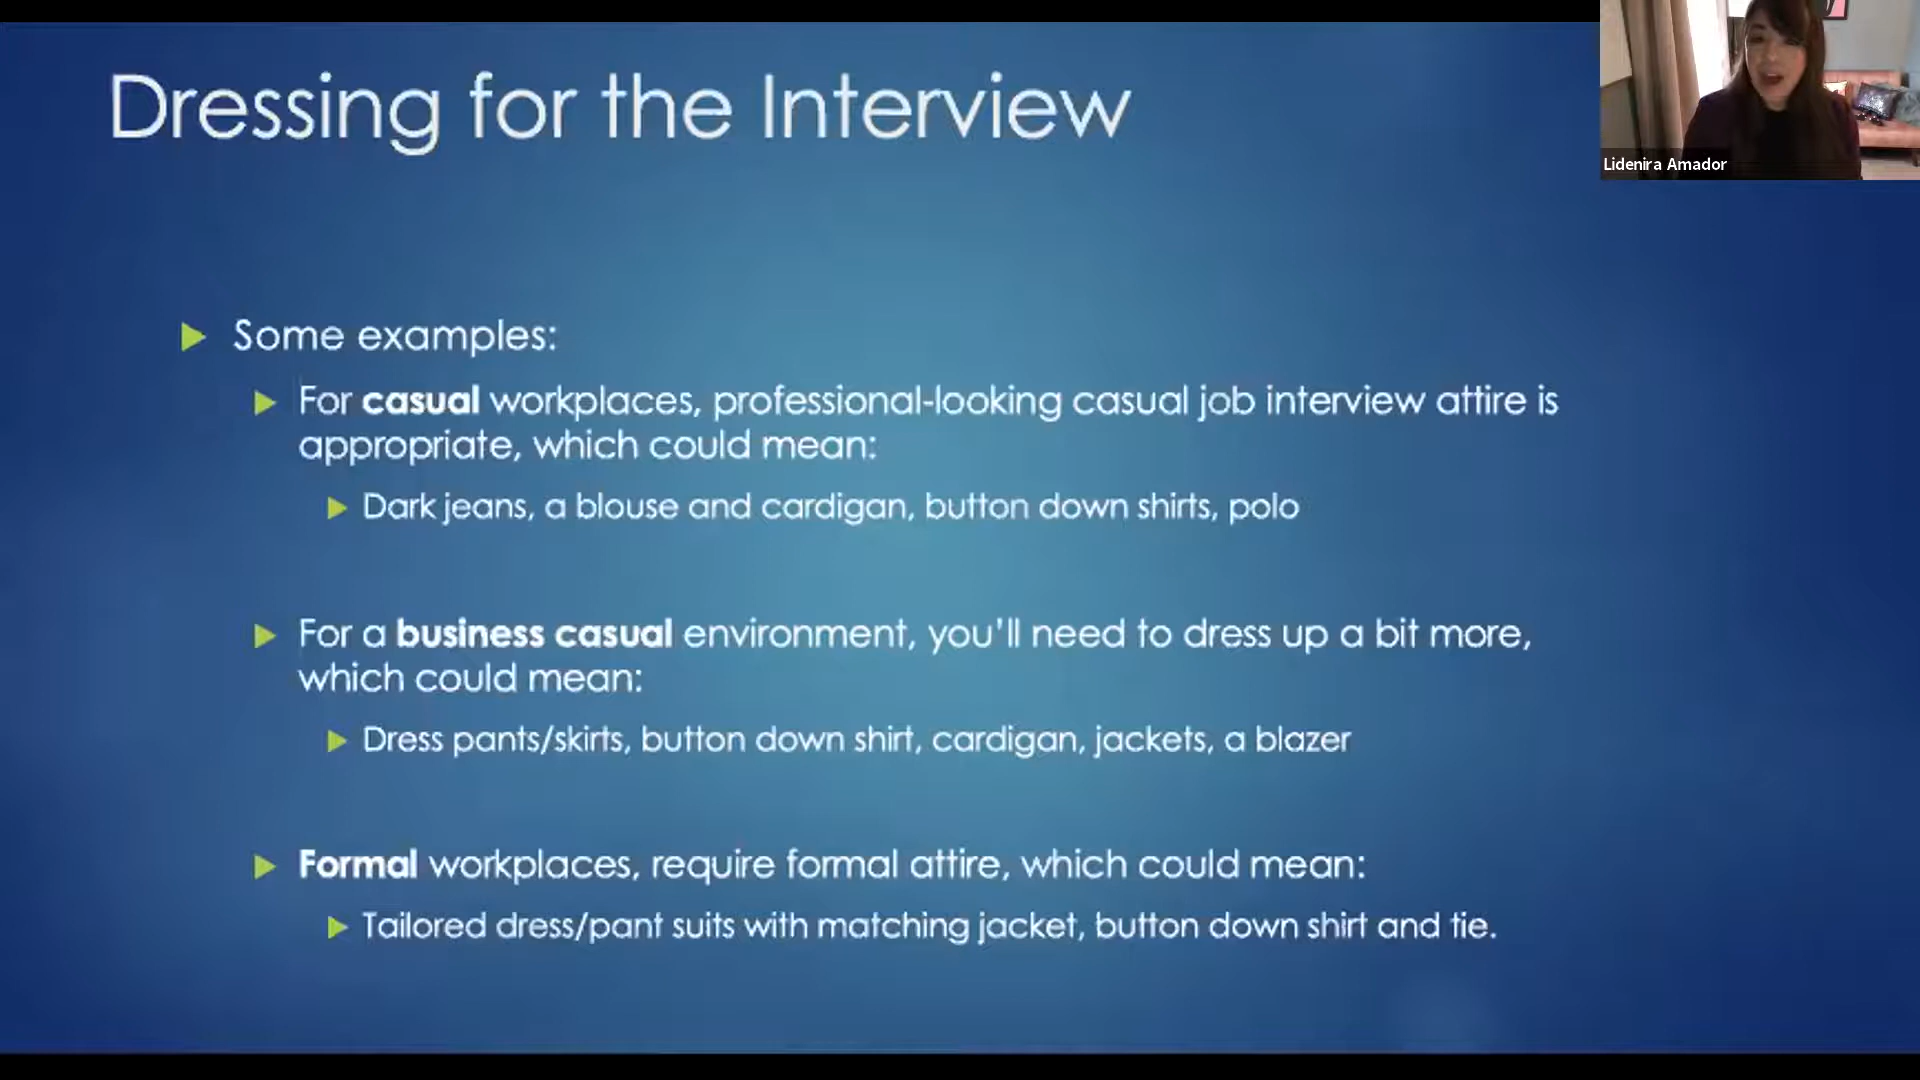 Dressing for the Interview
Lidenira Amador
Some examples:
For casual workplaces, professional-looking casual job interview attire is
appropriate, which could mean:
Dark jeans, a blouse and cardigan, button down shirts, polo
For a business casual environment, you'll need to dress up a bit more,
which could mean:
Dress pants/skirts, button down shirt, cardigan, jackets, a blazer
Formal workplaces, require formal attire, which could mean:
Tailored dress/pant suits with matching jacket, button down shirt and tie.